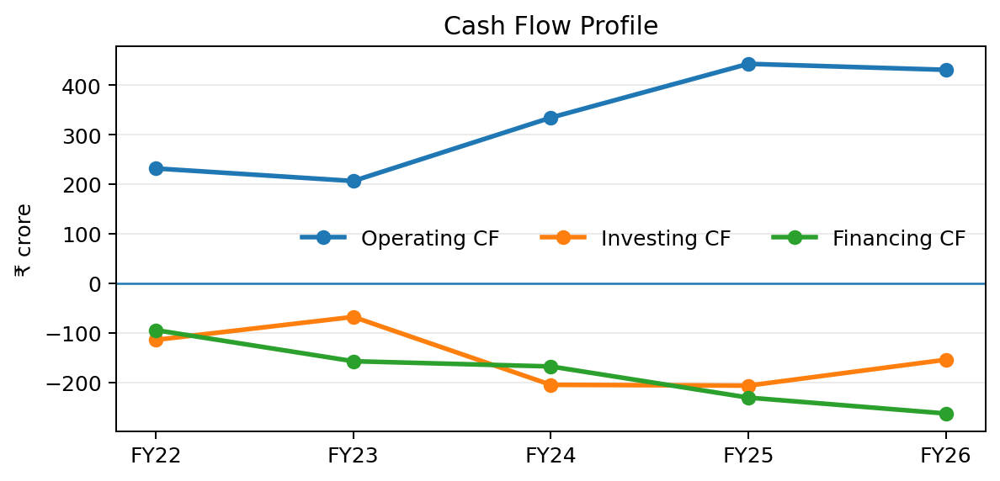 Cash Flow Profile
₹ crore
400
300
200
100
0
−100
−200
Operating CF Investing CF Financing CF
FY22 FY23 FY24 FY25 FY26